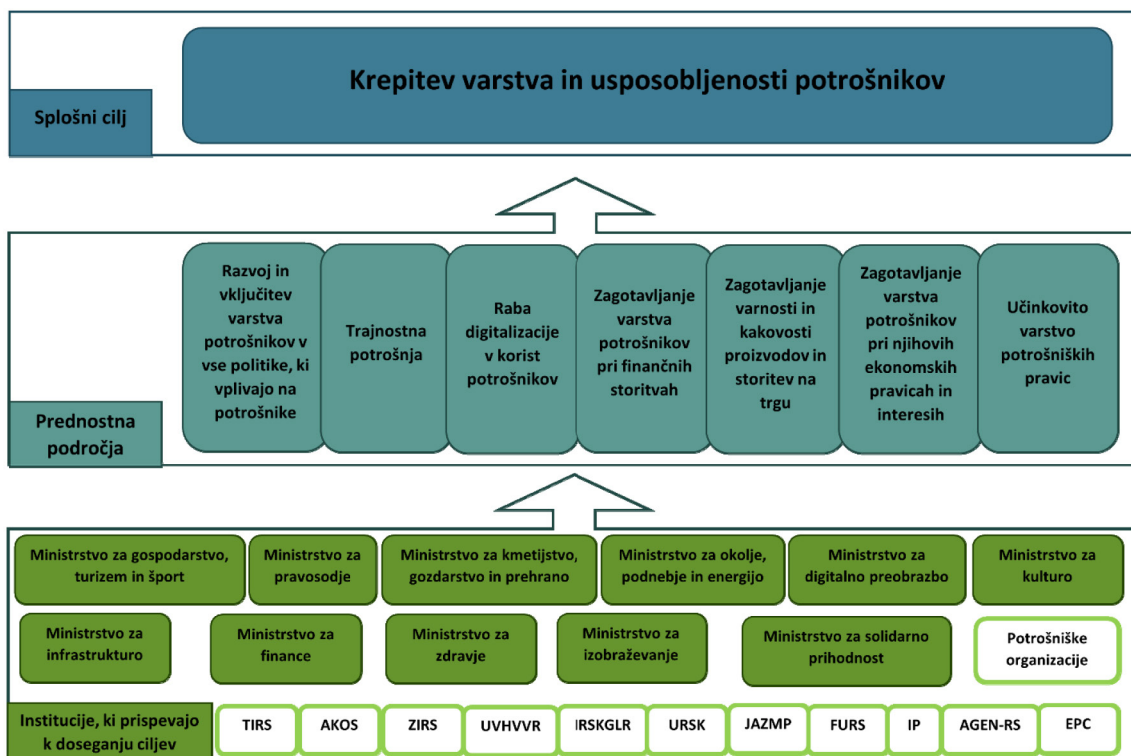 Krepitev varstva in usposobljenosti potrošnikov
Splošni cilj
Razvoj in
vključitev
varstva
potrošnikov v
vse politike, ki
vplivajo na
potrošnike
Trajnostna
potrošnja
Raba
digitalizacije
v korist
potrošnikov
Zagotavljanje
varstva
potrošnikov
pri finančnih
storitvah
Zagotavljanje
varnosti in
kakovosti
proizvodov in
storitev na
trgu
Zagotavljanje
varstva
potrošnikov
pri njihovih
ekonomskih
pravicah in
interesih
Učinkovito
varstvo
potrošniških
pravic
Prednostna
področja
Ministrstvo za gospodarstvo,
turizem in šport
Ministrstvo za
pravosodje
Ministrstvo za kmetijstvo,
gozdarstvo in prehrano
Ministrstvo za okolje,
podnebje in energijo
Ministrstvo za
digitalno preobrazbo
Ministrstvo za
kulturo
Ministrstvo za
infrastrukturo
Ministrstvo za
finance
Ministrstvo za
zdravje
Ministrstvo za
izobraževanje
Ministrstvo za solidarno
prihodnost
Potrošniške
organizacije
Institucije, ki prispevajo
k doseganju ciljev
TIRS
AKOS
ZIRS
UVHVVR
IRSKGLR
URSK
JAZMP
FURS
IP
AGEN-RS
EPC